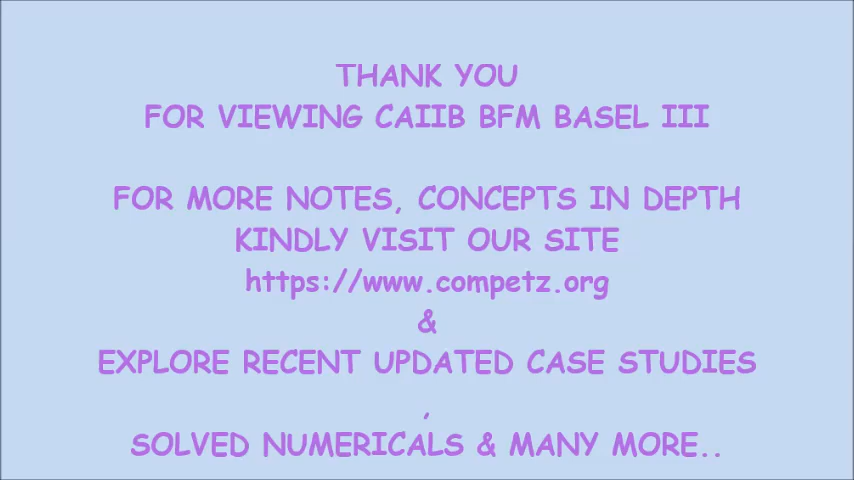 THANK YOU
FOR VIEWING CAIIB BFM BASEL III
FOR MORE NOTES, CONCEPTS IN DEPTH
KINDLY VISIT OUR SITE
https://www.competz.org
&
EXPLORE RECENT UPDATED CASE STUDIES
,
SOLVED NUMERICALS & MANY MORE..